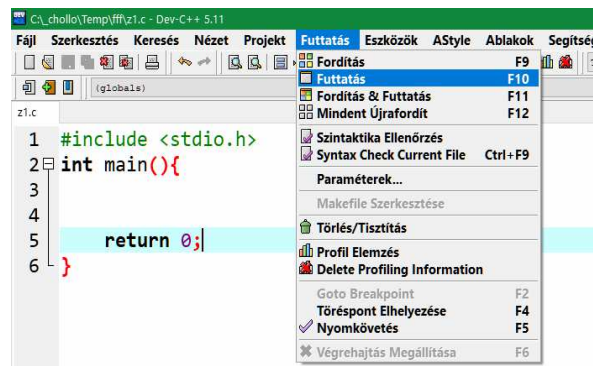 C:\_chollo\Temp\fff\z1.c - Dev-C++ 5.11
Fájl Szerkesztés Keresés Nézet Projekt Futtatás Eszközök AStyle Ablakok Segítség
(globals)
z1.c
1 #include <stdio.h>
2 int main(){
3
4
5 return 0;
6 }
Fordítás F9
Futtatás F10
Fordítás & Futtatás F11
Mindent Újrafordít F12
Szintaktika Ellenőrzés
Syntax Check Current File Ctrl+F9
Paraméterek...
Makefile Szerkesztése
Törlés/Tisztítás
Profil Elemzés
Delete Profiling Information
Goto Breakpoint F2
Töréspont Elhelyezése F4
Nyomkövetés F5
Végrehajtás Megállítása F6